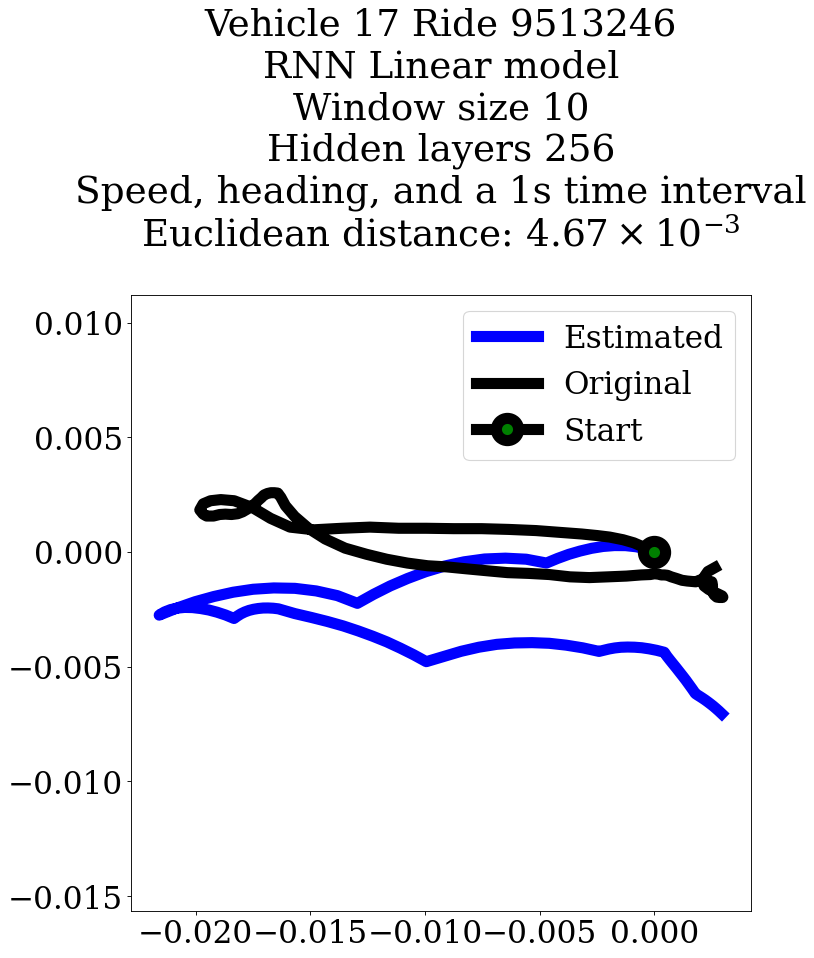 Vehicle 17 Ride 9513246
RNN Linear model
Window size 10
Hidden layers 256
Speed, heading, and a 1s time interval
Euclidean distance: 4.67 × 10⁻³
Estimated
Original
Start
0.010
0.005
0.000
−0.005
−0.010
−0.015
−0.020 −0.015 −0.010 −0.005 0.000